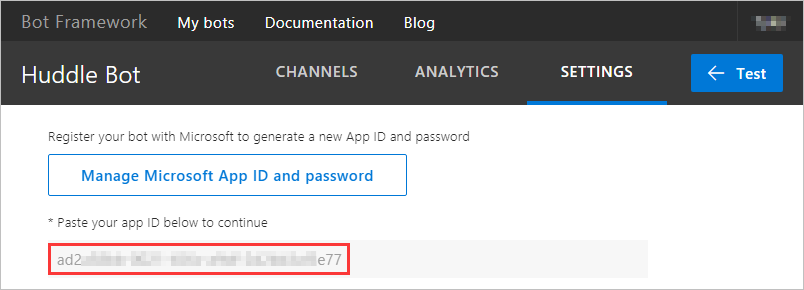 Bot Framework My bots Documentation Blog
Huddle Bot CHANNELS ANALYTICS SETTINGS Test
Register your bot with Microsoft to generate a new App ID and password
Manage Microsoft App ID and password
* Paste your app ID below to continue
ad2 e77